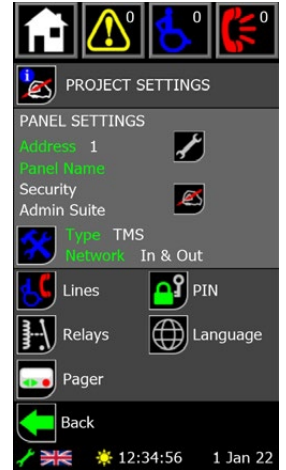 0 0 0
i PROJECT SETTINGS
PANEL SETTINGS
Address 1
Panel Name
Security
Admin Suite
Type TMS
Network In & Out
Lines PIN
Relays Language
Pager
Back
12:34:56 1 Jan 22